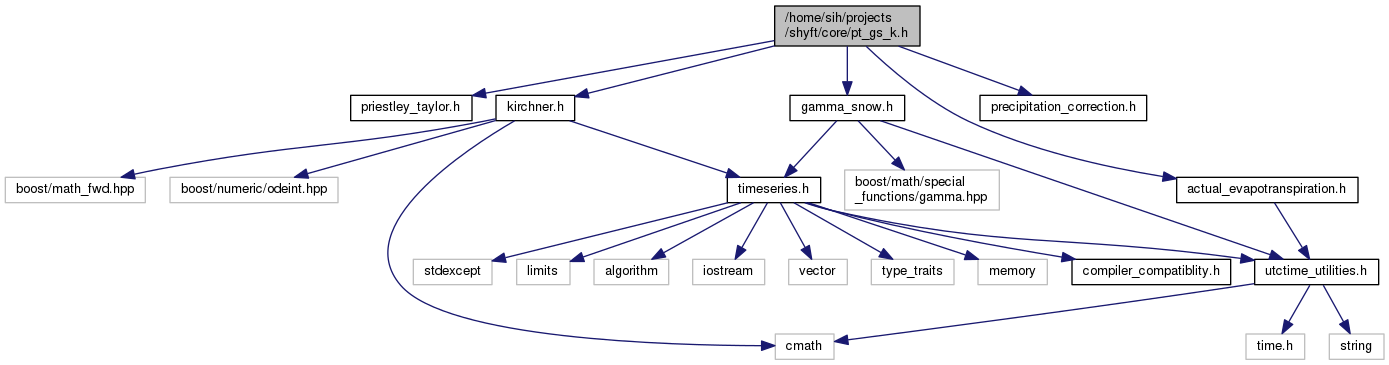 /home/sih/projects
/shyft/core/pt_gs_k.h
priestley_taylor.h
kirchner.h
gamma_snow.h
precipitation_correction.h
boost/math_fwd.hpp
boost/numeric/odeint.hpp
timeseries.h
boost/math/special
_functions/gamma.hpp
actual_evapotranspiration.h
stdexcept
limits
algorithm
iostream
vector
type_traits
memory
compiler_compatiblity.h
utctime_utilities.h
cmath
time.h
string